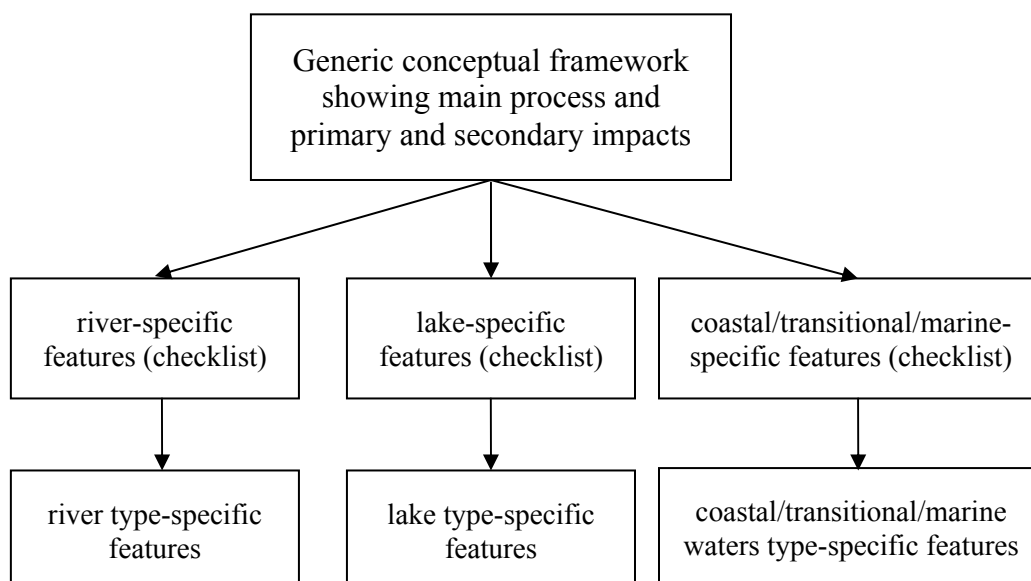 Generic conceptual framework
showing main process and
primary and secondary impacts
river-specific
features (checklist)
lake-specific
features (checklist)
coastal/transitional/marine-
specific features (checklist)
river type-specific
features
lake type-specific
features
coastal/transitional/marine
waters type-specific features